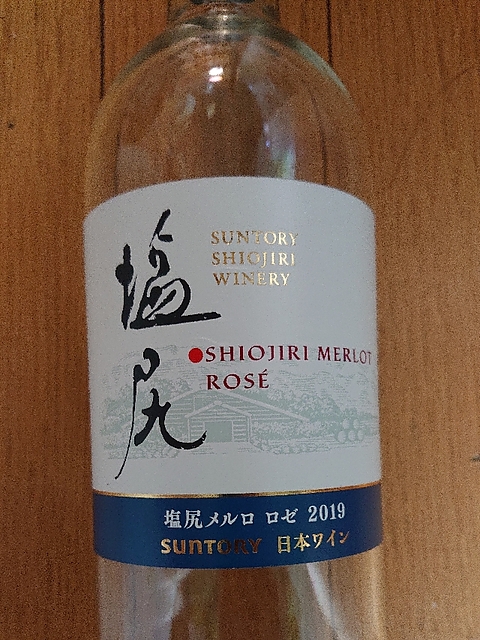 塩尻
SUNTORY
SHIOJIRI
WINERY
SHIOJIRI MERLOT
ROSÉ
塩尻メルロ ロゼ 2019
SUNTORY 日本ワイン